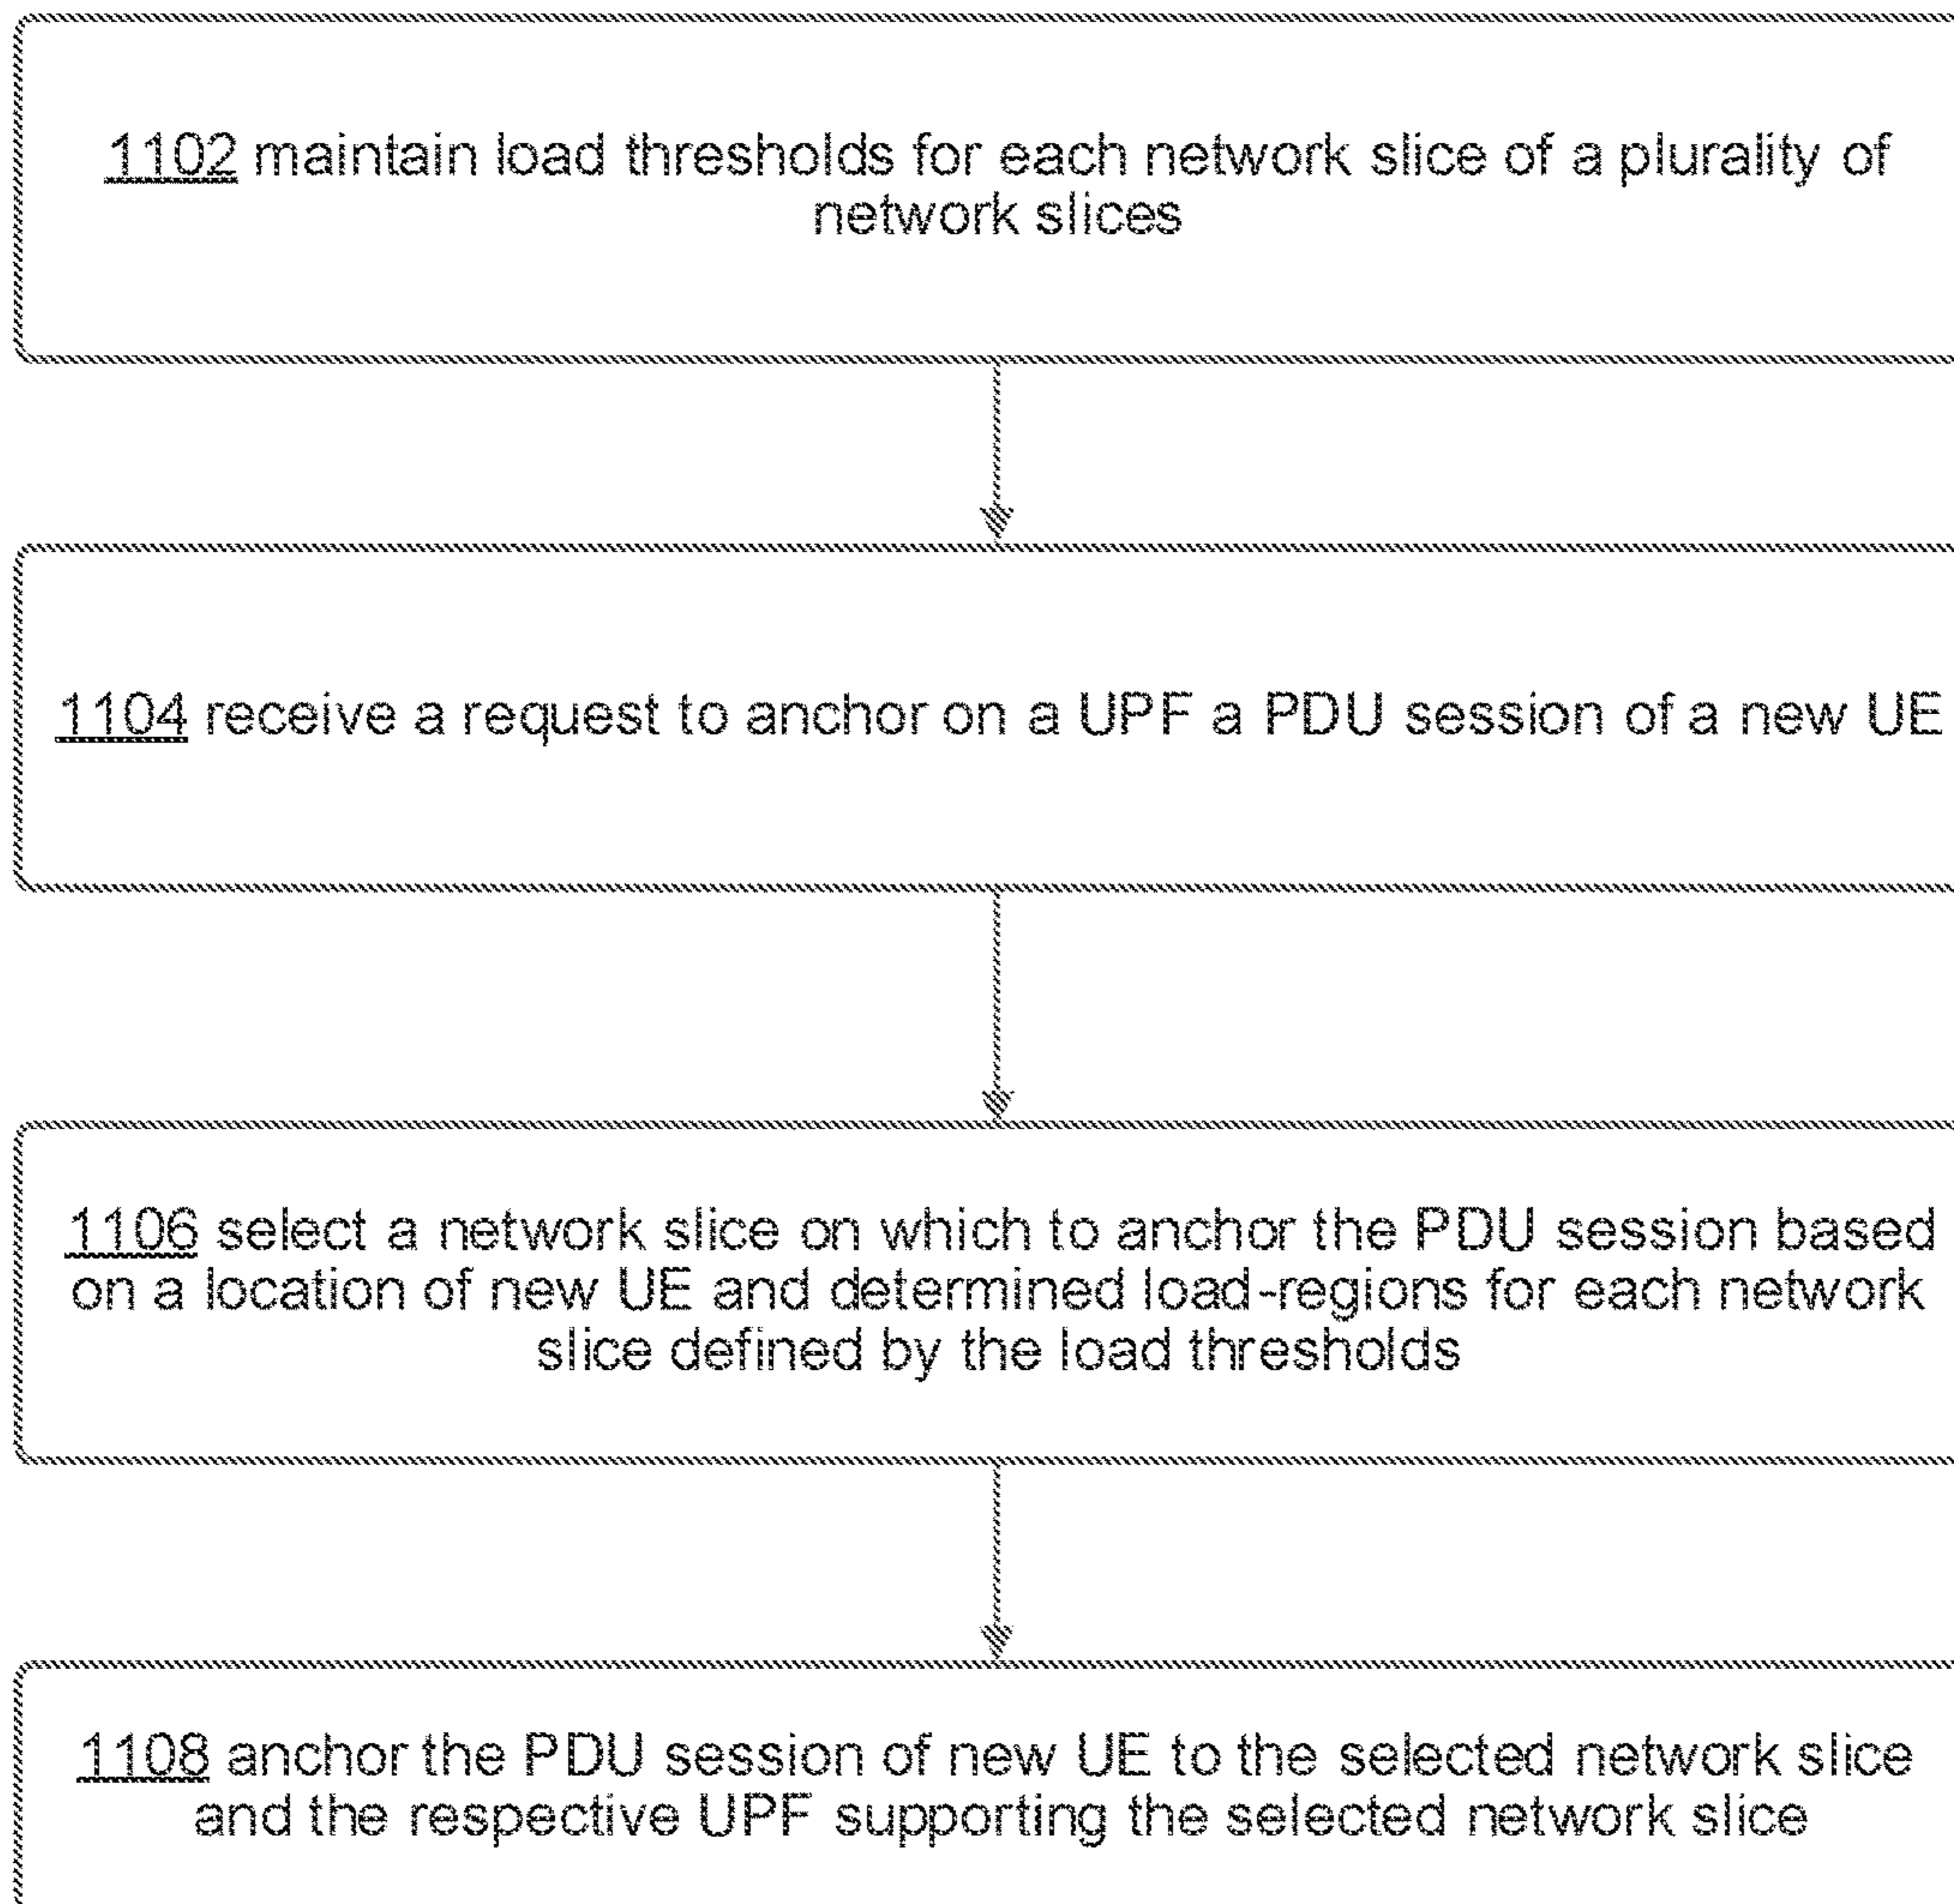 1102 maintain load thresholds for each network slice of a plurality of
network slices
1104 receive a request to anchor on a UPF a PDU session of a new UE
1106 select a network slice on which to anchor the PDU session based
on a location of new UE and determined load-regions for each network
slice defined by the load thresholds
1108 anchor the PDU session of new UE to the selected network slice
and the respective UPF supporting the selected network slice